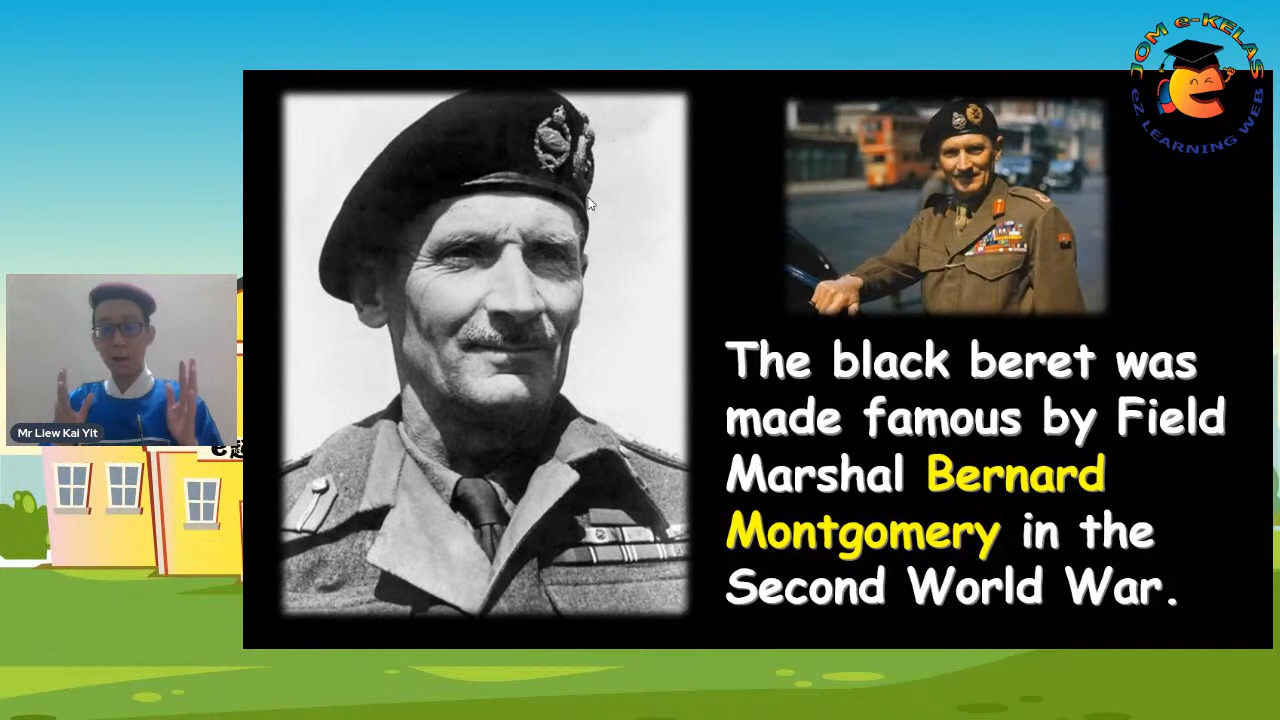 JOM e-KELAS
eZ LEARNING WEB
The black beret was
made famous by Field
Marshal Bernard
Montgomery in the
Second World War.
Mr Liew Kai Yit